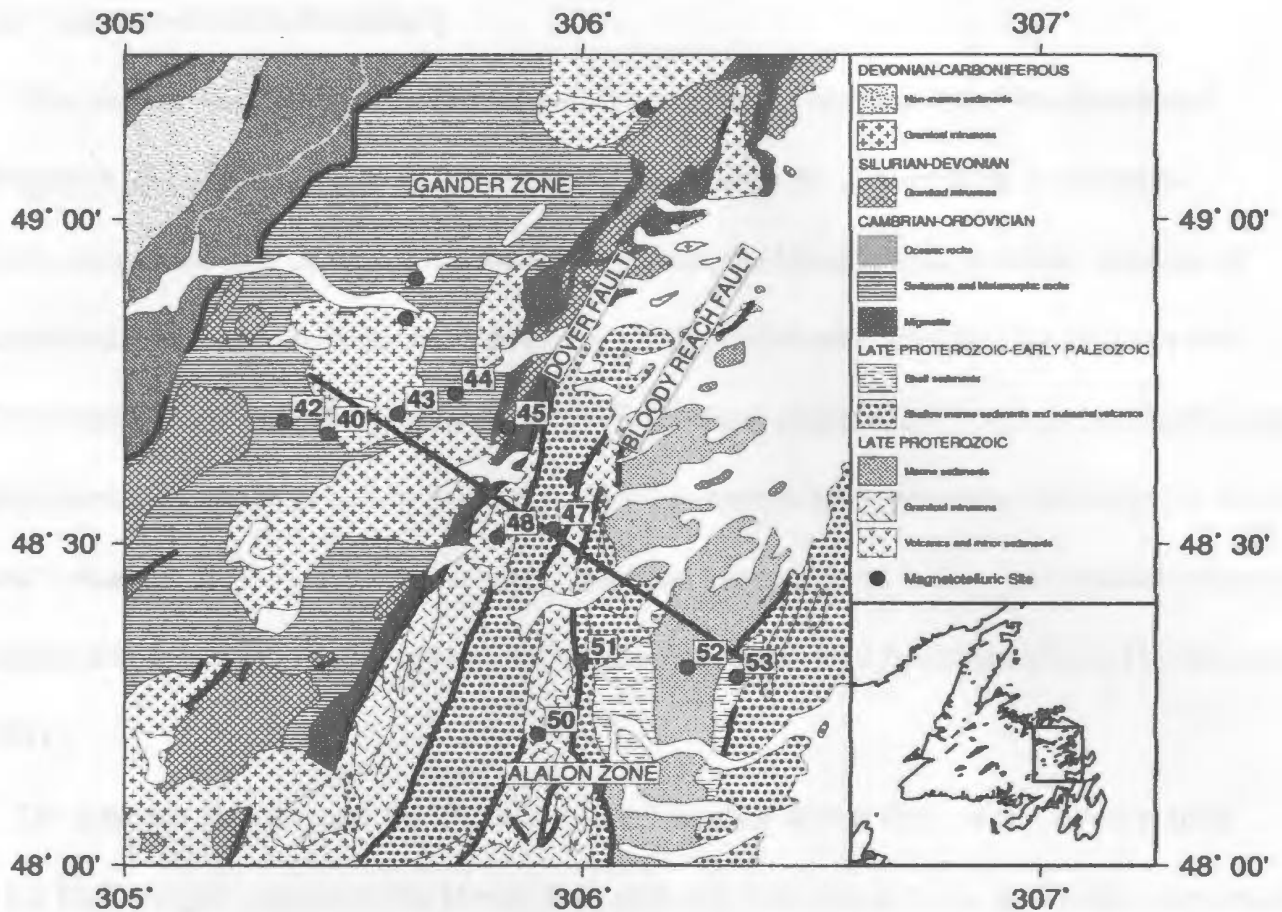 305° 306° 307°
DEVONIAN-CARBONIFEROUS
Non-marine sediments
Granitoid intrusions
SILURIAN-DEVONIAN
Granitoid intrusions
CAMBRIAN-ORDOVICIAN
Oceanic rocks
Sediments and Metamorphic rocks
Migmatite
LATE PROTEROZOIC-EARLY PALEOZOIC
Shelf sediments
Shallow marine sediments and subaerial volcanics
LATE PROTEROZOIC
Marine sediments
Granitoid intrusions
Volcanics and minor sediments
Magnetotelluric Site
GANDER ZONE
49° 00'
49° 00'
DOVER FAULT
BLOODY REACH FAULT
44
43
42
40
45
47
48
48° 30'
48° 30'
51
52
53
50
ALALON ZONE
48° 00'
48° 00'
305° 306° 307°